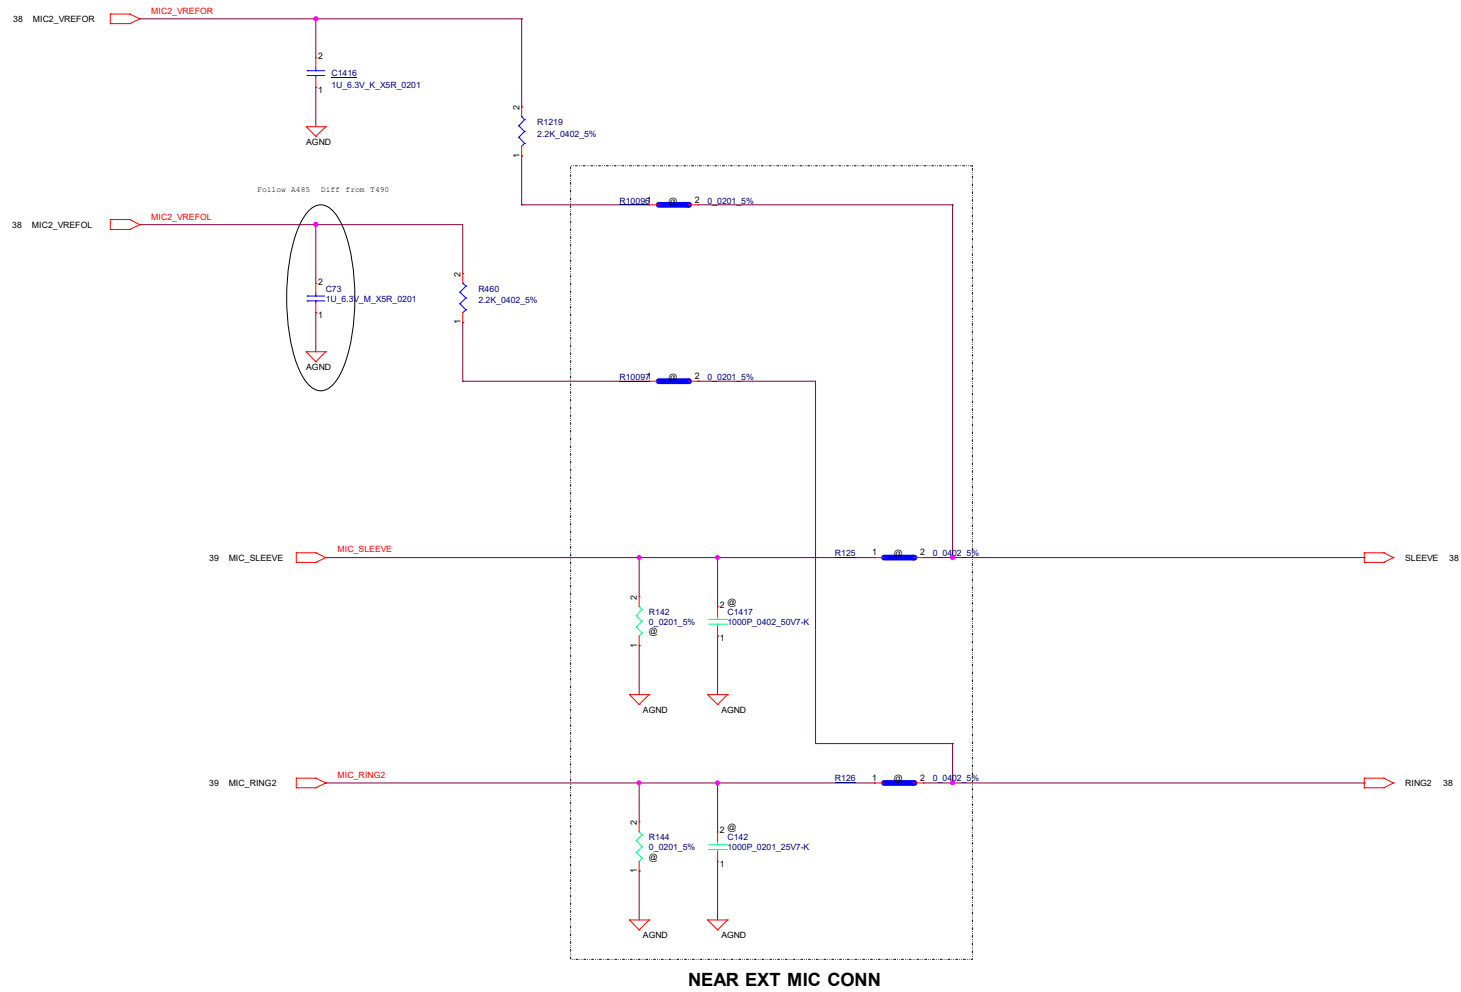 38 MIC2_VREFOR
MIC2_VREFOR
2
C1416
1U_6.3V_K_X5R_0201
1
AGND
2
R1219
2.2K_0402_5%
1
Follow A485 Diff from T490
38 MIC2_VREFOL
MIC2_VREFOL
2
C73
1U_6.3V_M_X5R_0201
1
AGND
2
R460
2.2K_0402_5%
1
R10096 1 @ 2 0_0201_5%
R10097 1 @ 2 0_0201_5%
39 MIC_SLEEVE
MIC_SLEEVE
R125 1 @ 2 0_0402_5%
SLEEVE 38
2
R142
0_0201_5%
@
1
AGND
2 @
C1417
1000P_0402_50V7-K
1
AGND
39 MIC_RING2
MIC_RING2
R126 1 @ 2 0_0402_5%
RING2 38
2
R144
0_0201_5%
@
1
AGND
2 @
C142
1000P_0201_25V7-K
1
AGND
NEAR EXT MIC CONN